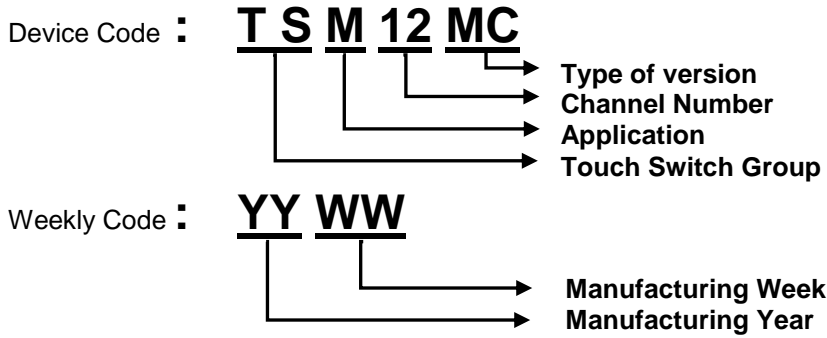 Device Code : T S M 12 MC
Type of version
Channel Number
Application
Touch Switch Group
Weekly Code : YY WW
Manufacturing Week
Manufacturing Year